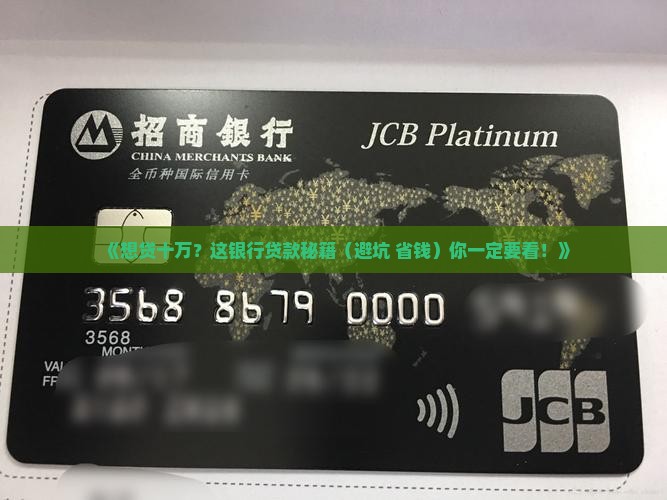 招商銀行
JCB Platinum
CHINA MERCHANTS BANK
全币种国际信用卡
《想贷十万？这银行贷款秘籍（避坑 省钱）你一定要看！》
3568 8679 0000
3568
JCB